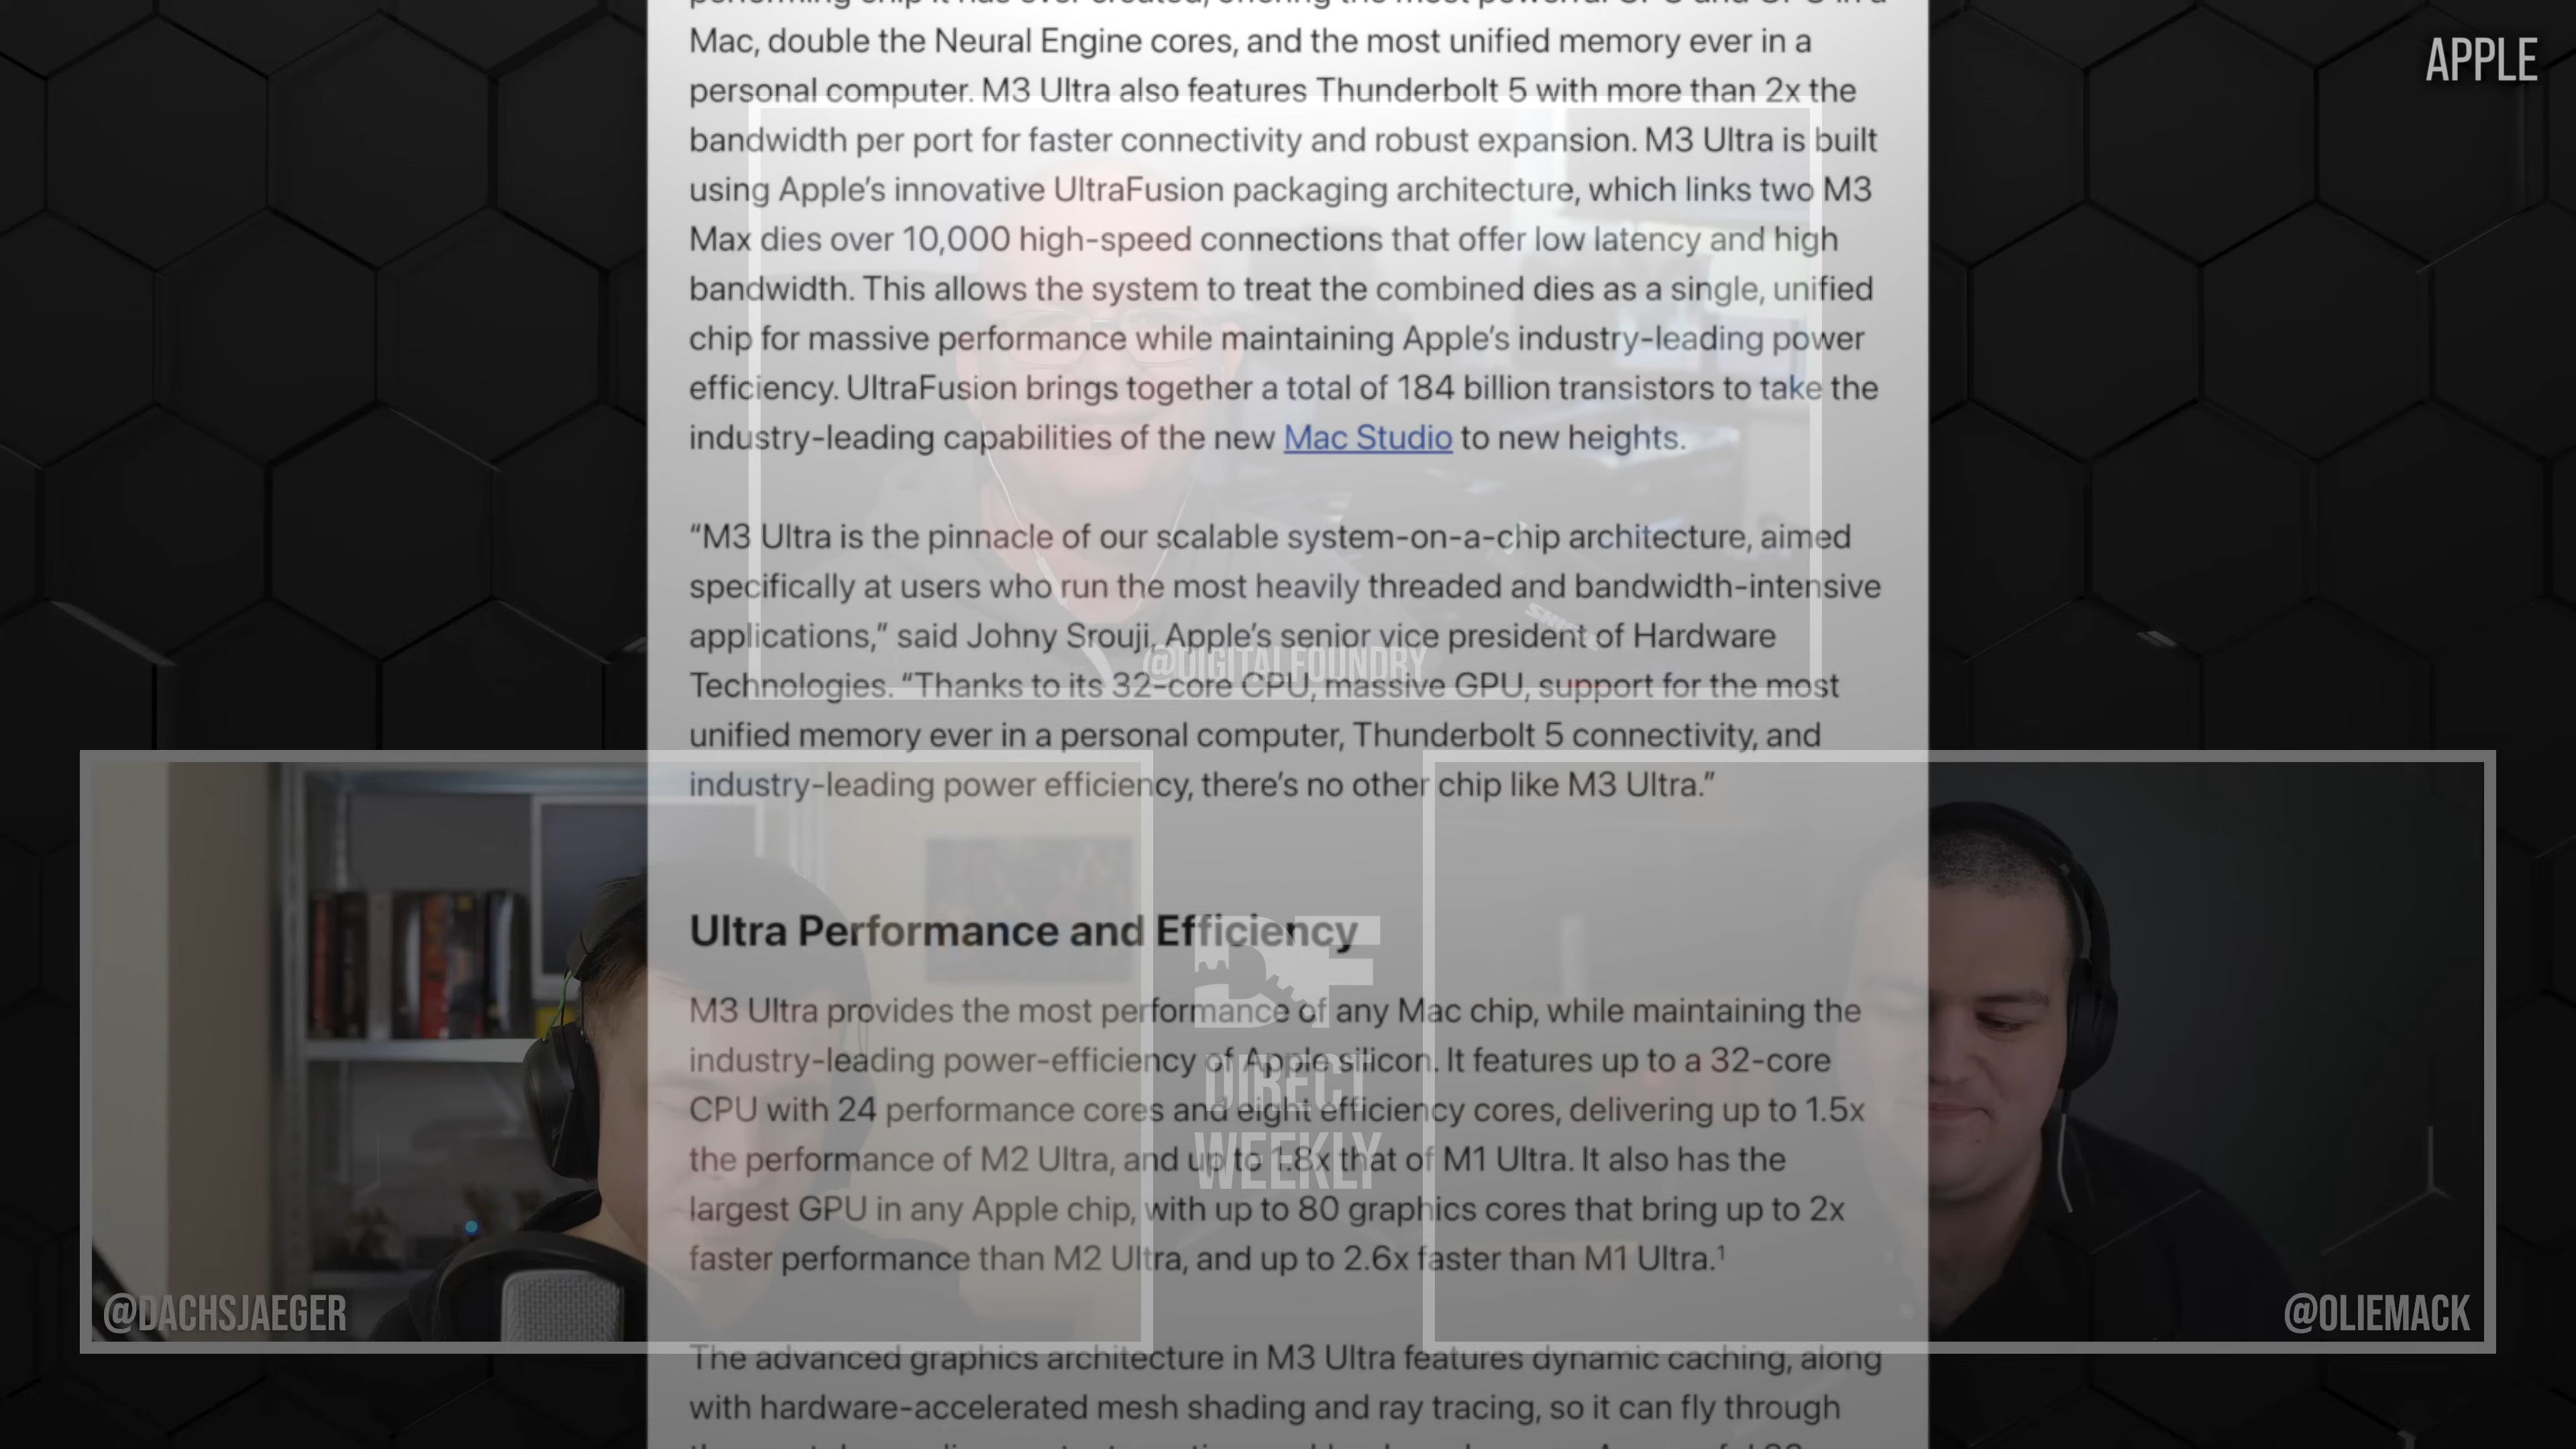 APPLE
Mac, double the Neural Engine cores, and the most unified memory ever in a
personal computer. M3 Ultra also features Thunderbolt 5 with more than 2x the
bandwidth per port for faster connectivity and robust expansion. M3 Ultra is built
using Apple’s innovative UltraFusion packaging architecture, which links two M3
Max dies over 10,000 high-speed connections that offer low latency and high
bandwidth. This allows the system to treat the combined dies as a single, unified
chip for massive performance while maintaining Apple’s industry-leading power
efficiency. UltraFusion brings together a total of 184 billion transistors to take the
industry-leading capabilities of the new Mac Studio to new heights.
“M3 Ultra is the pinnacle of our scalable system-on-a-chip architecture, aimed
specifically at users who run the most heavily threaded and bandwidth-intensive
applications,” said Johny Srouji, Apple’s senior vice president of Hardware
Technologies. “Thanks to its 32-core CPU, massive GPU, support for the most
unified memory ever in a personal computer, Thunderbolt 5 connectivity, and
industry-leading power efficiency, there’s no other chip like M3 Ultra.”
@DIGITALFOUNDRY
Ultra Performance and Efficiency
M3 Ultra provides the most performance of any Mac chip, while maintaining the
industry-leading power-efficiency of Apple silicon. It features up to a 32-core
CPU with 24 performance cores and eight efficiency cores, delivering up to 1.5x
the performance of M2 Ultra, and up to 1.8x that of M1 Ultra. It also has the
largest GPU in any Apple chip, with up to 80 graphics cores that bring up to 2x
faster performance than M2 Ultra, and up to 2.6x faster than M1 Ultra.¹
The advanced graphics architecture in M3 Ultra features dynamic caching, along
with hardware-accelerated mesh shading and ray tracing, so it can fly through
DF
DIRECT
WEEKLY
@DACHSJAEGER
@OLIEMACK